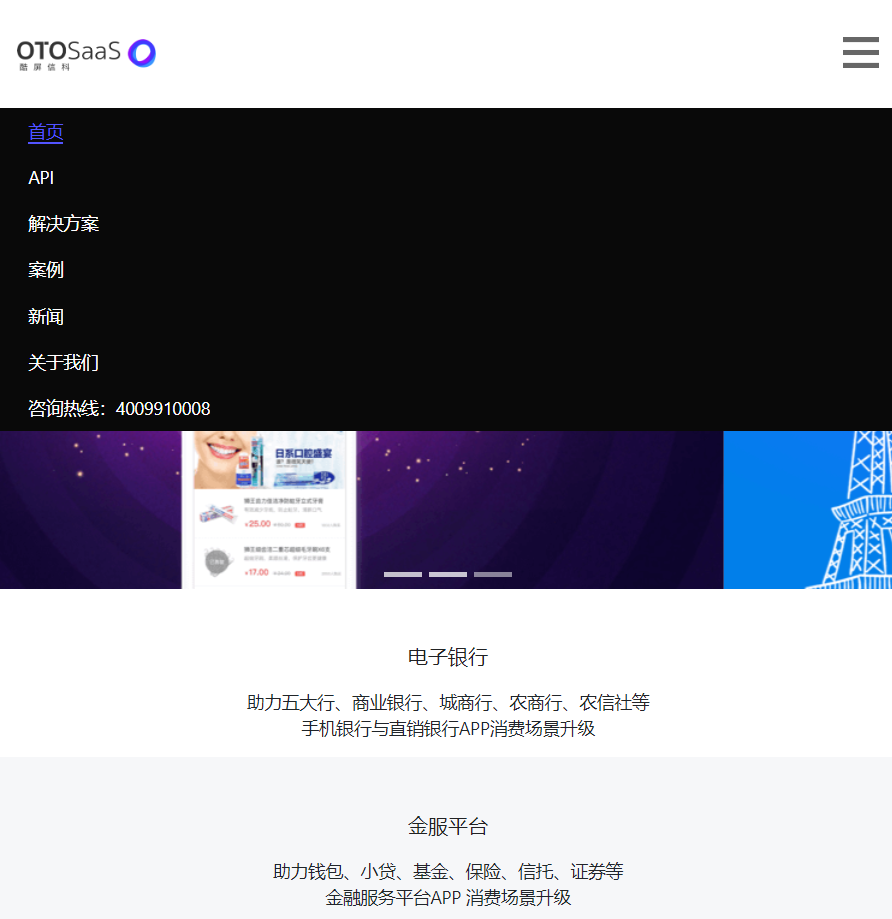 OTOSaaS
酷屏信科
首页
API
解决方案
案例
新闻
关于我们
咨询热线：4009910008
日系口腔盛宴
¥25.00
¥17.00
电子银行
助力五大行、商业银行、城商行、农商行、农信社等
手机银行与直销银行APP消费场景升级
金服平台
助力钱包、小贷、基金、保险、信托、证券等
金融服务平台APP 消费场景升级